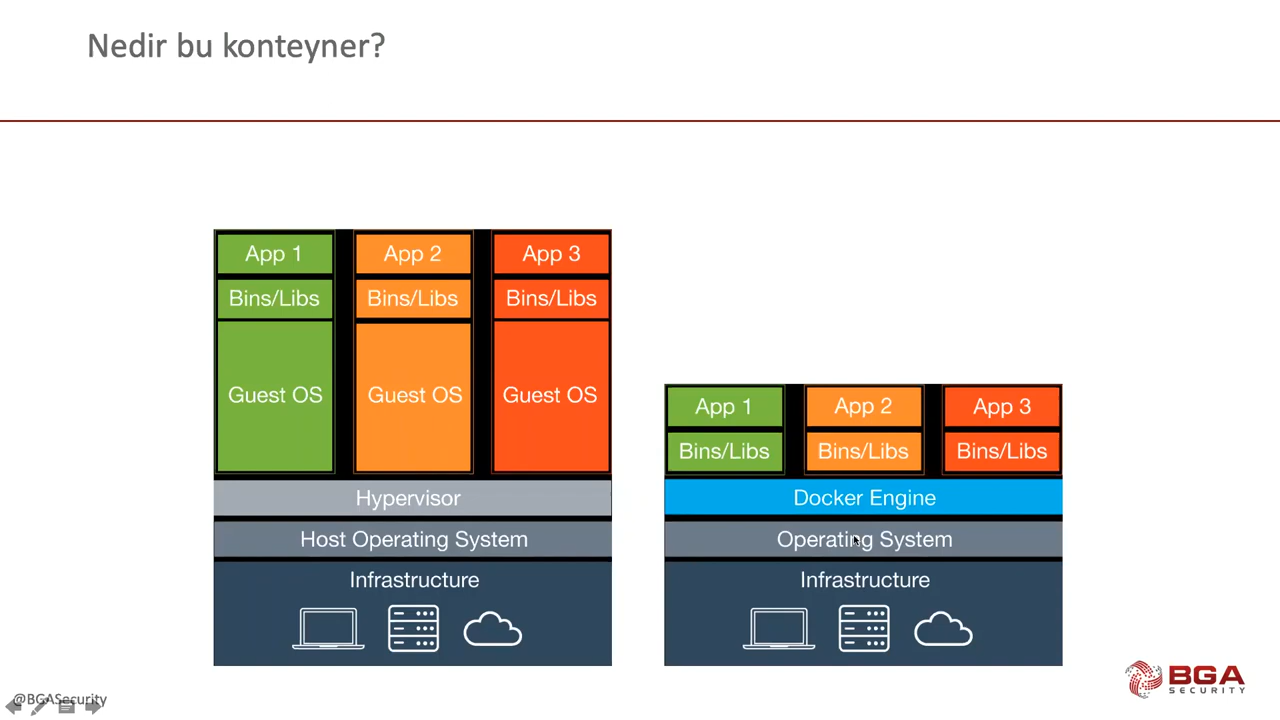 Nedir bu konteyner?
App 1
App 2
App 3
Bins/Libs
Bins/Libs
Bins/Libs
Guest OS
Guest OS
Guest OS
Hypervisor
Host Operating System
Infrastructure
App 1
App 2
App 3
Bins/Libs
Bins/Libs
Bins/Libs
Docker Engine
Operating System
Infrastructure
@BGASecurity
BGA
SECURITY